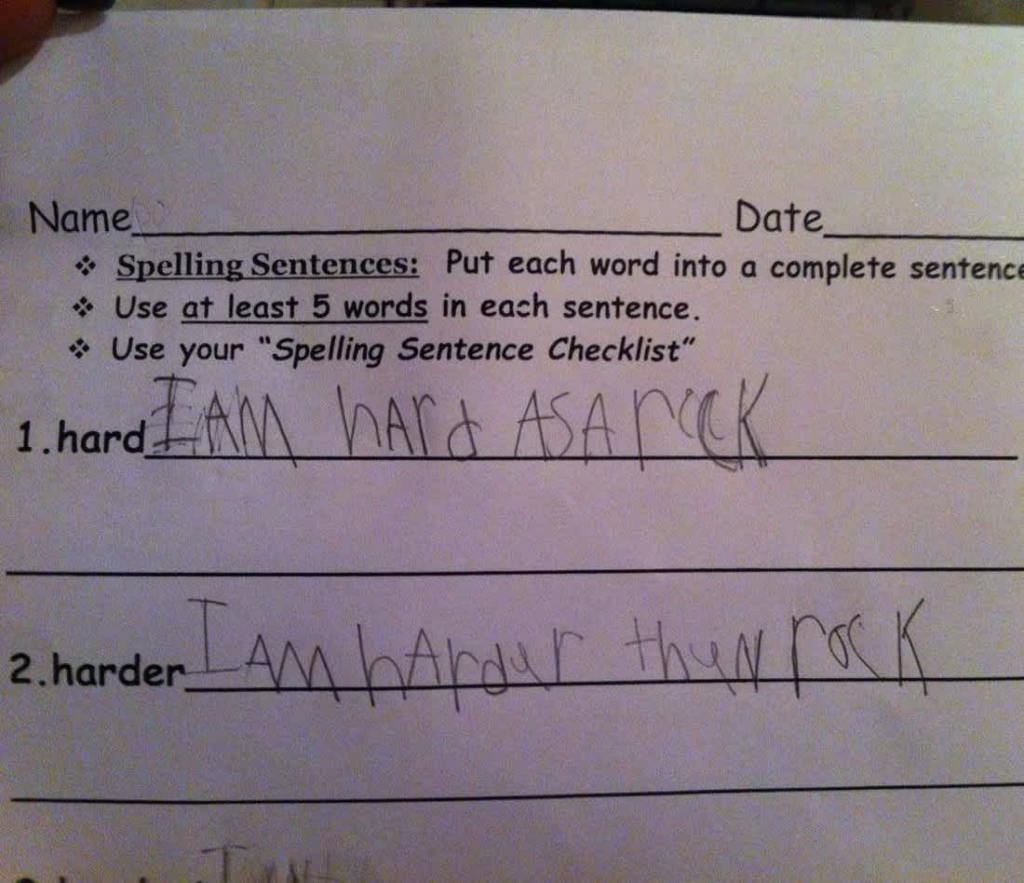 Name Date
Spelling Sentences: Put each word into a complete sentence
Use at least 5 words in each sentence.
Use your "Spelling Sentence Checklist"
1.hard I AM hArd AS A rock
2.harder I AM hArdur thun rock